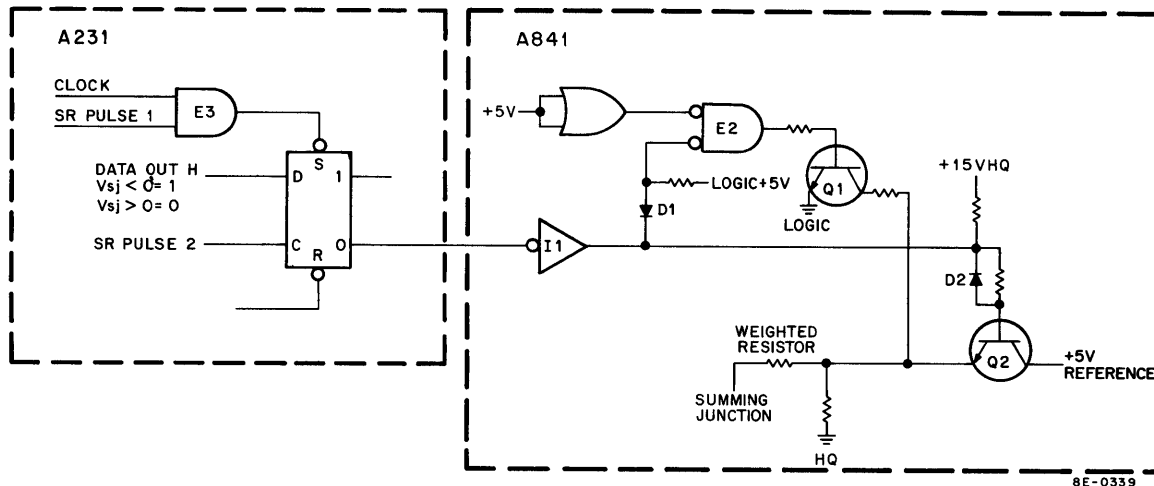 A231
A841
CLOCK
SR PULSE 1
E3
S
DATA OUT H
Vsj < 0 = 1
Vsj > 0 = 0
D
1
SR PULSE 2
C
0
R
+5V
E2
LOGIC +5V
D1
Q1
LOGIC
+15VHQ
I1
D2
WEIGHTED
RESISTOR
Q2
+5V
REFERENCE
SUMMING
JUNCTION
HQ
8E-0339